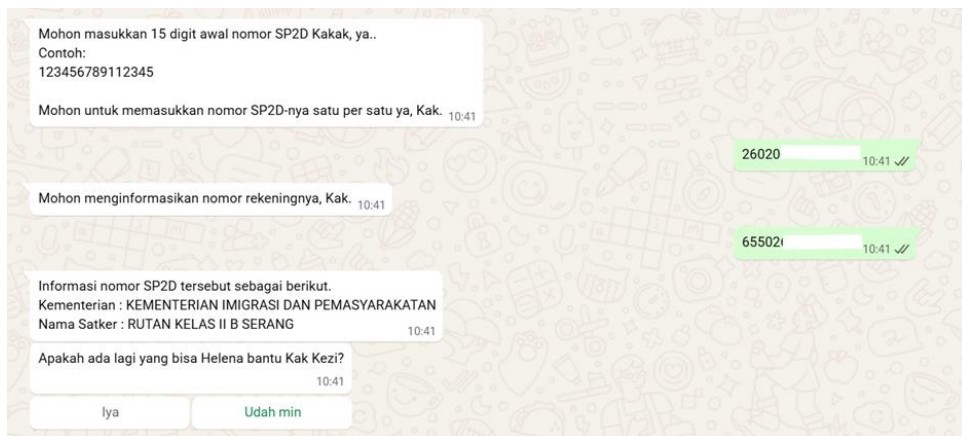 Mohon masukkan 15 digit awal nomor SP2D Kakak, ya..
Contoh:
123456789112345
Mohon untuk memasukkan nomor SP2D-nya satu per satu ya, Kak. 10:41
26020 10:41
Mohon menginformasikan nomor rekeningnya, Kak. 10:41
65502 10:41
Informasi nomor SP2D tersebut sebagai berikut.
Kementerian : KEMENTERIAN IMIGRASI DAN PEMASYARAKATAN
Nama Satker : RUTAN KELAS II B SERANG 10:41
Apakah ada lagi yang bisa Helena bantu Kak Kezi?
10:41
Iya Udah min